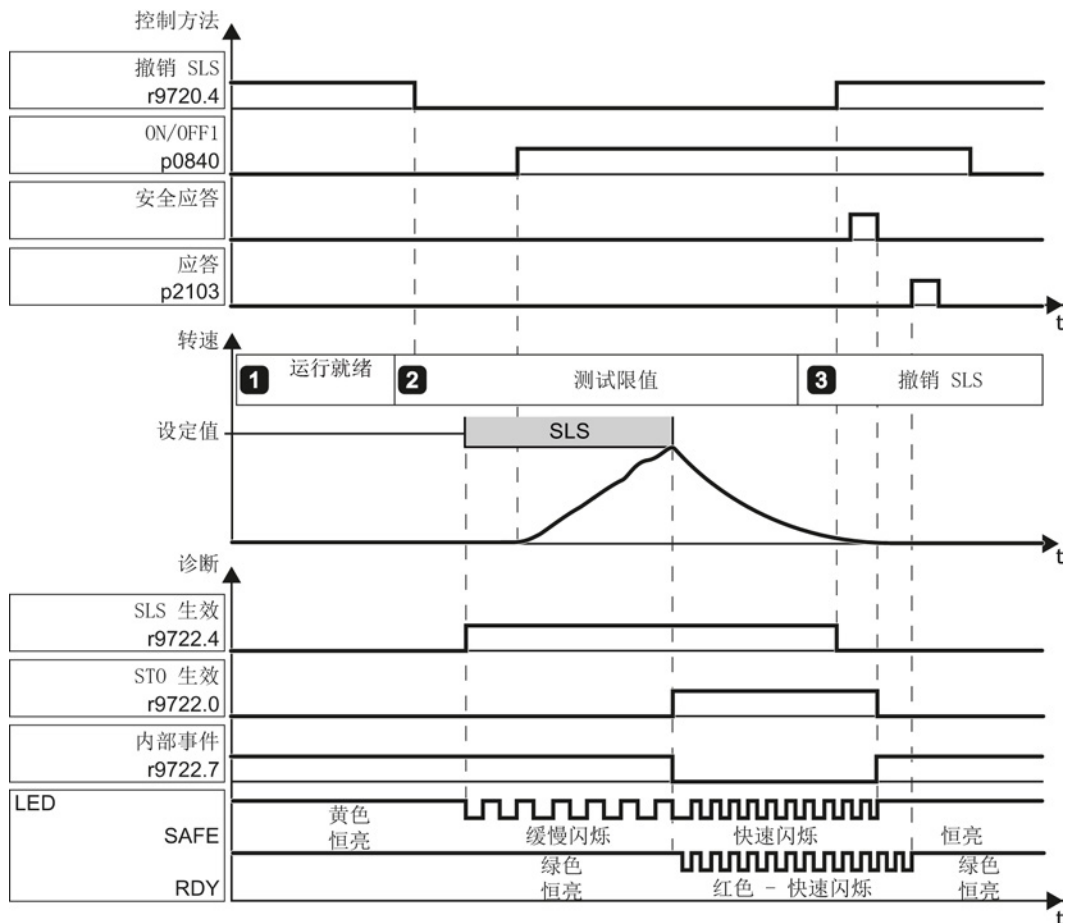 控制方法
撤销 SLS
r9720.4
ON/OFF1
p0840
安全应答
应答
p2103
t
转速
1 运行就绪 2 测试限值 3 撤销 SLS
设定值 SLS
t
诊断
SLS 生效
r9722.4
STO 生效
r9722.0
内部事件
r9722.7
LED
SAFE
黄色
恒亮
缓慢闪烁
快速闪烁
恒亮
RDY
绿色
恒亮
红色 - 快速闪烁
绿色
恒亮
t